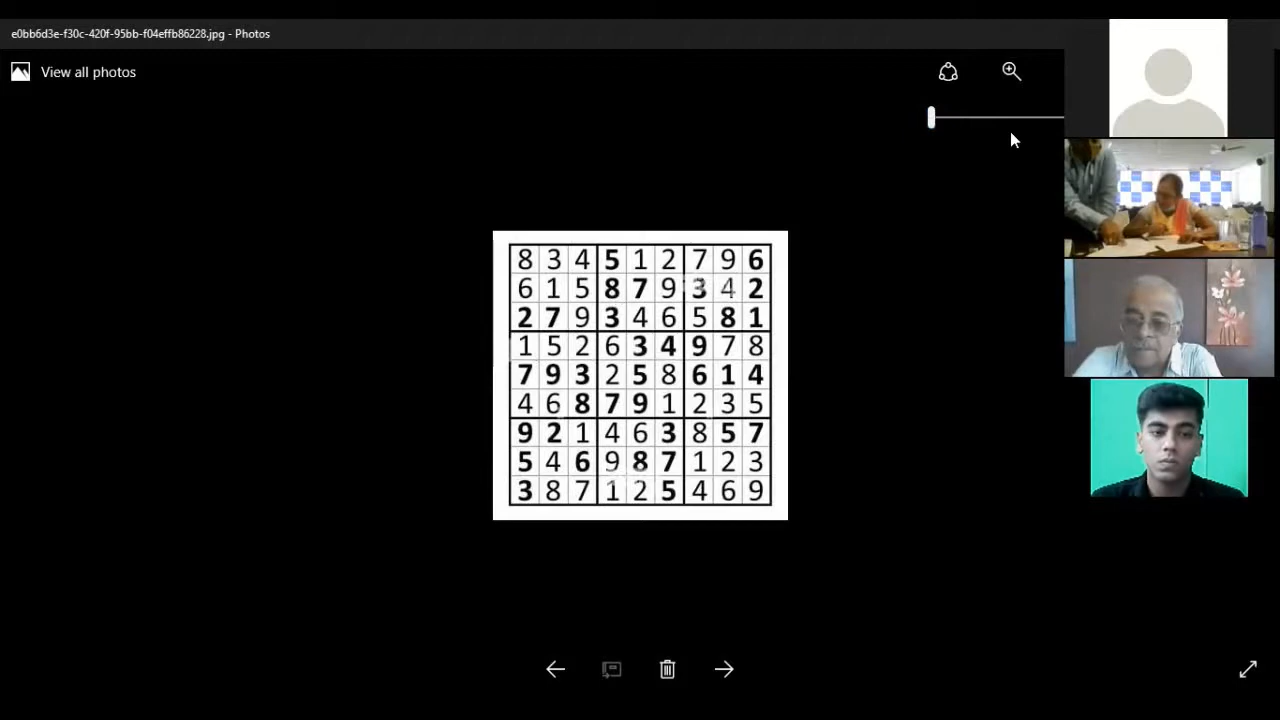 e0bb6d3e-f30c-420f-95bb-f04effb86228.jpg - Photos
View all photos
8 3 4 5 1 2 7 9 6
6 1 5 8 7 9 3 4 2
2 7 9 3 4 6 5 8 1
1 5 2 6 3 4 9 7 8
7 9 3 2 5 8 6 1 4
4 6 8 7 9 1 2 3 5
9 2 1 4 6 3 8 5 7
5 4 6 9 8 7 1 2 3
3 8 7 1 2 5 4 6 9